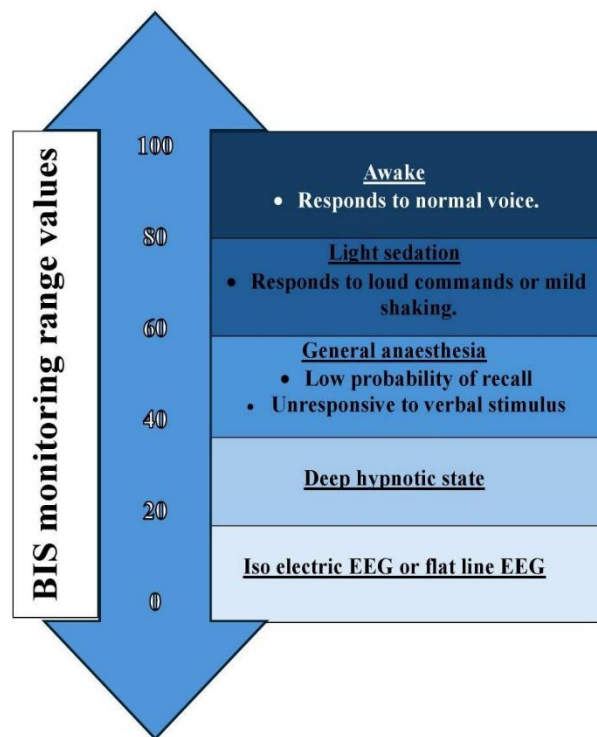 BIS monitoring range values
100
80
60
40
20
0
Awake
• Responds to normal voice.
Light sedation
• Responds to loud commands or mild
shaking.
General anaesthesia
• Low probability of recall
• Unresponsive to verbal stimulus
Deep hypnotic state
Iso electric EEG or flat line EEG